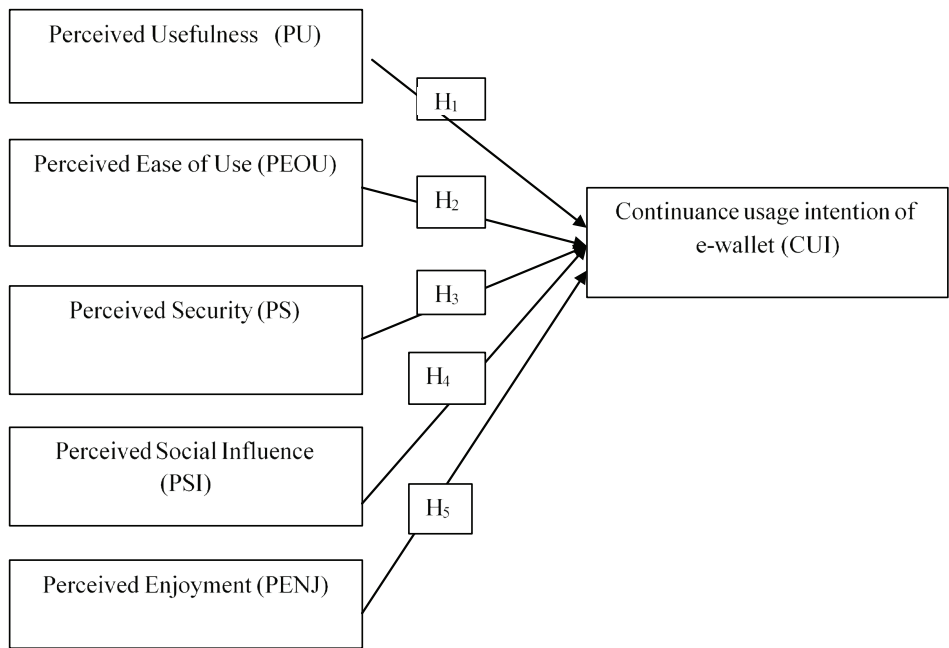 Perceived Usefulness (PU)
H₁
Perceived Ease of Use (PEOU)
H₂
Continuance usage intention of
e-wallet (CUI)
Perceived Security (PS)
H₃
H₄
Perceived Social Influence
(PSI)
H₅
Perceived Enjoyment (PENJ)